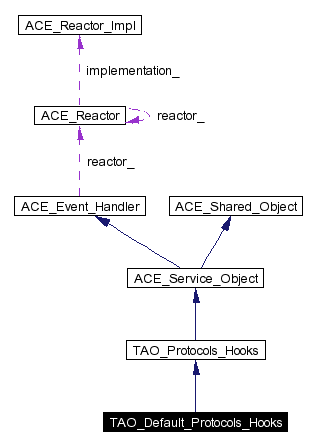 ACE_Reactor_Impl
implementation_
ACE_Reactor
reactor_
reactor_
ACE_Event_Handler
ACE_Shared_Object
ACE_Service_Object
TAO_Protocols_Hooks
TAO_Default_Protocols_Hooks